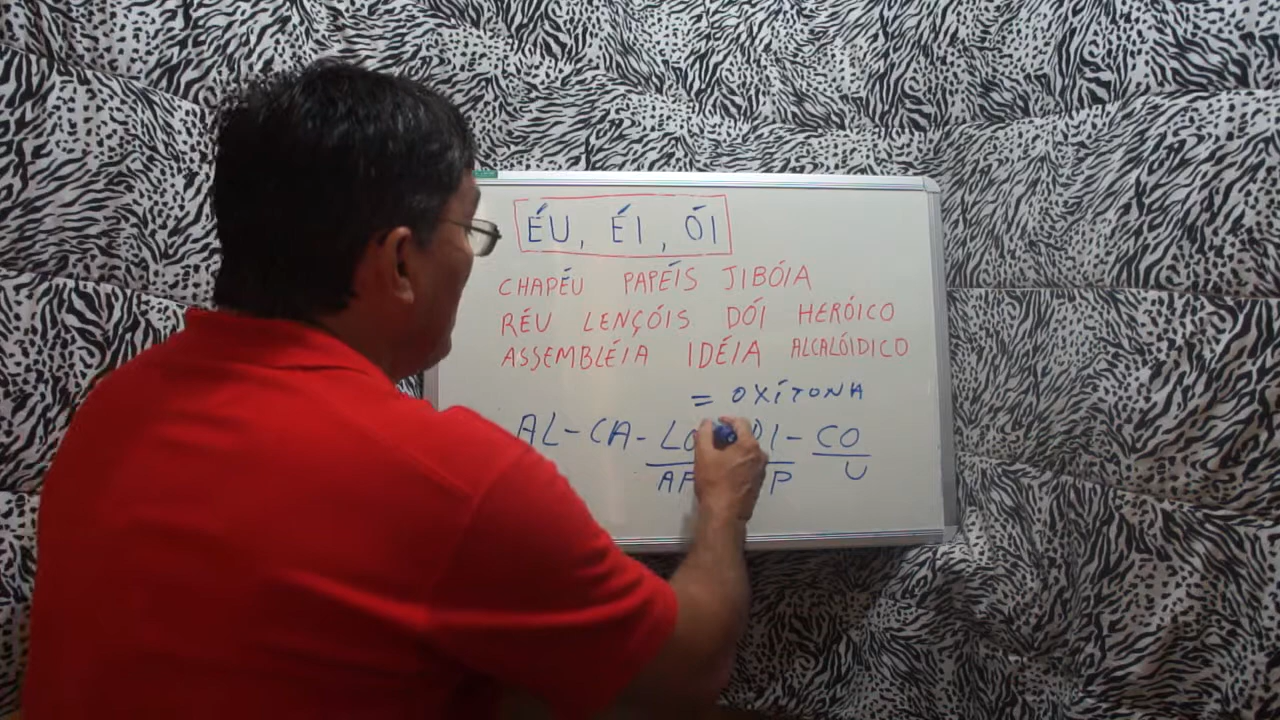 ÉU, ÉI, ÓI
CHAPÉU PAPÉIS JIBÓIA
RÉU LENÇÓIS DÓI HERÓICO
ASSEMBLÉIA IDÉIA ALCALÓIDICO
= OXÍTONA
AL-CA- CO
U